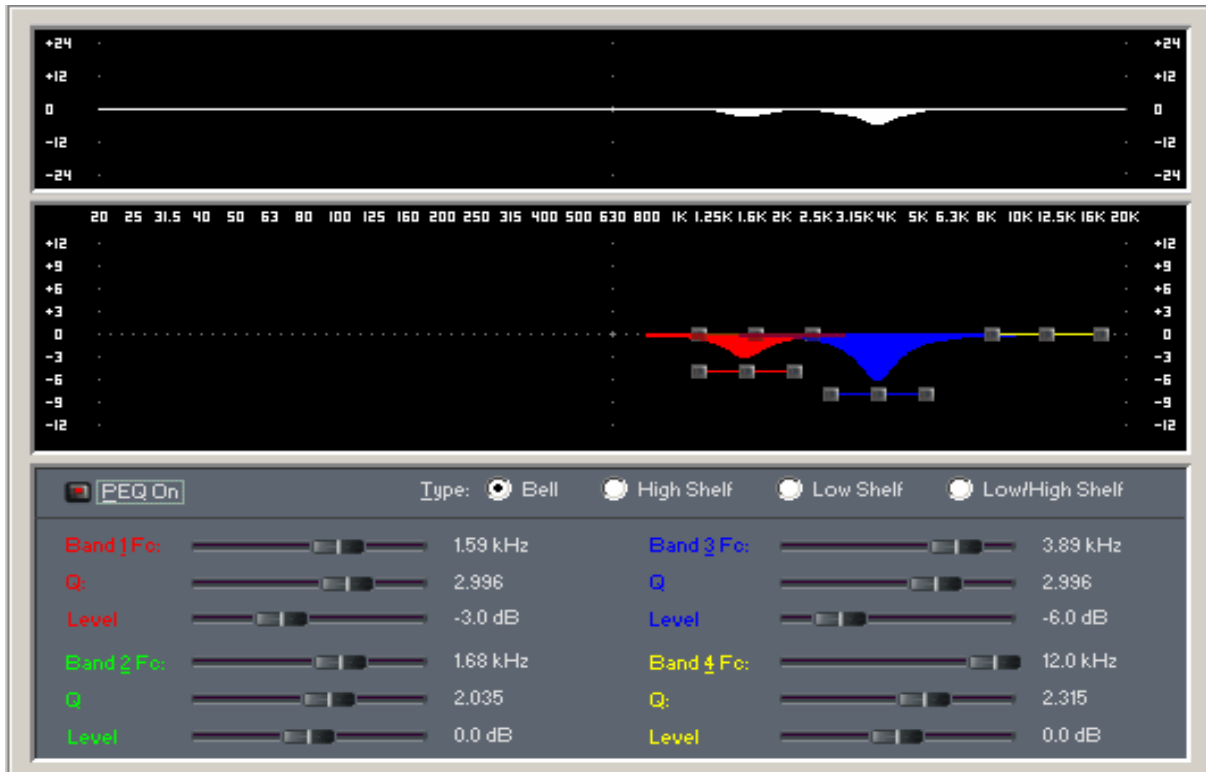 +24 +24
+12 +12
0 0
-12 -12
-24 -24
20 25 31.5 40 50 63 80 100 125 160 200 250 315 400 500 630 800 1K 1.25K 1.6K 2K 2.5K 3.15K 4K 5K 6.3K 8K 10K 12.5K 16K 20K
+12 +12
+9 +9
+6 +6
+3 +3
0 0
-3 -3
-6 -6
-9 -9
-12 -12
PEQ On Type: Bell High Shelf Low Shelf Low/High Shelf
Band 1 Fc: 1.59 kHz Band 3 Fc: 3.89 kHz
Q: 2.996 Q 2.996
Level -3.0 dB Level -6.0 dB
Band 2 Fc: 1.68 kHz Band 4 Fc: 12.0 kHz
Q 2.035 Q: 2.315
Level 0.0 dB Level 0.0 dB